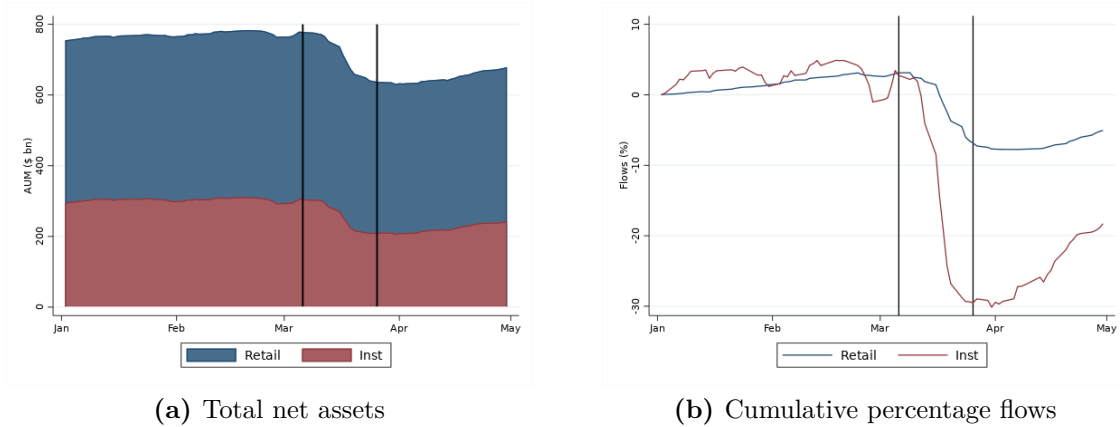 800
600
400
200
0
AUM ($ bn)
Jan Feb Mar Apr May
Retail Inst
(a) Total net assets
10
0
-10
-20
-30
Flows (%)
Jan Feb Mar Apr May
Retail Inst
(b) Cumulative percentage flows